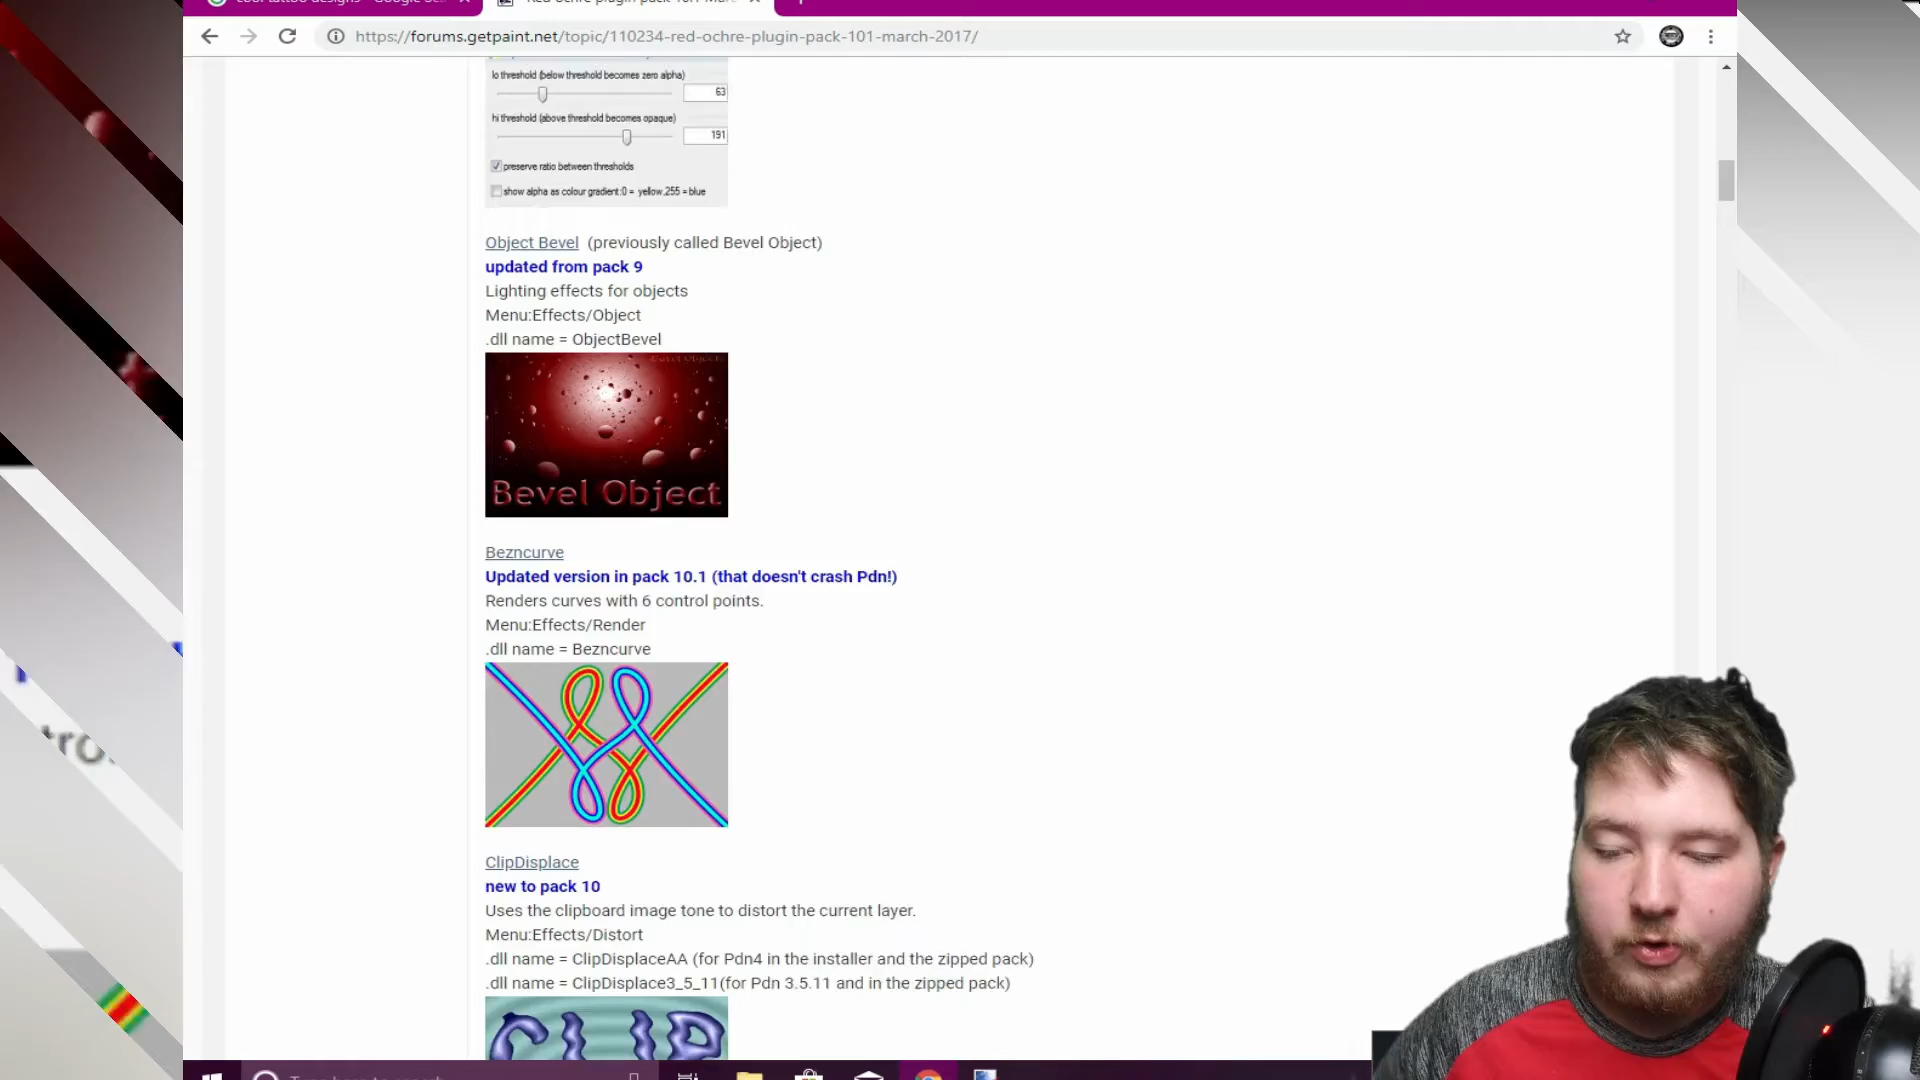 https://forums.getpaint.net/topic/110234-red-ochre-plugin-pack-101-march-2017/
lo threshold (below threshold becomes zero alpha)
63
hi threshold (above threshold becomes opaque)
191
preserve ratio between thresholds
show alpha as colour gradient:0 = yellow,255 = blue
Object Bevel (previously called Bevel Object)
updated from pack 9
Lighting effects for objects
Menu:Effects/Object
.dll name = ObjectBevel
Bevel Object
Bevel Object
Bezncurve
Updated version in pack 10.1 (that doesn't crash Pdn!)
Renders curves with 6 control points.
Menu:Effects/Render
.dll name = Bezncurve
ClipDisplace
new to pack 10
Uses the clipboard image tone to distort the current layer.
Menu:Effects/Distort
.dll name = ClipDisplaceAA (for Pdn4 in the installer and the zipped pack)
.dll name = ClipDisplace3_5_11(for Pdn 3.5.11 and in the zipped pack)
CLIP